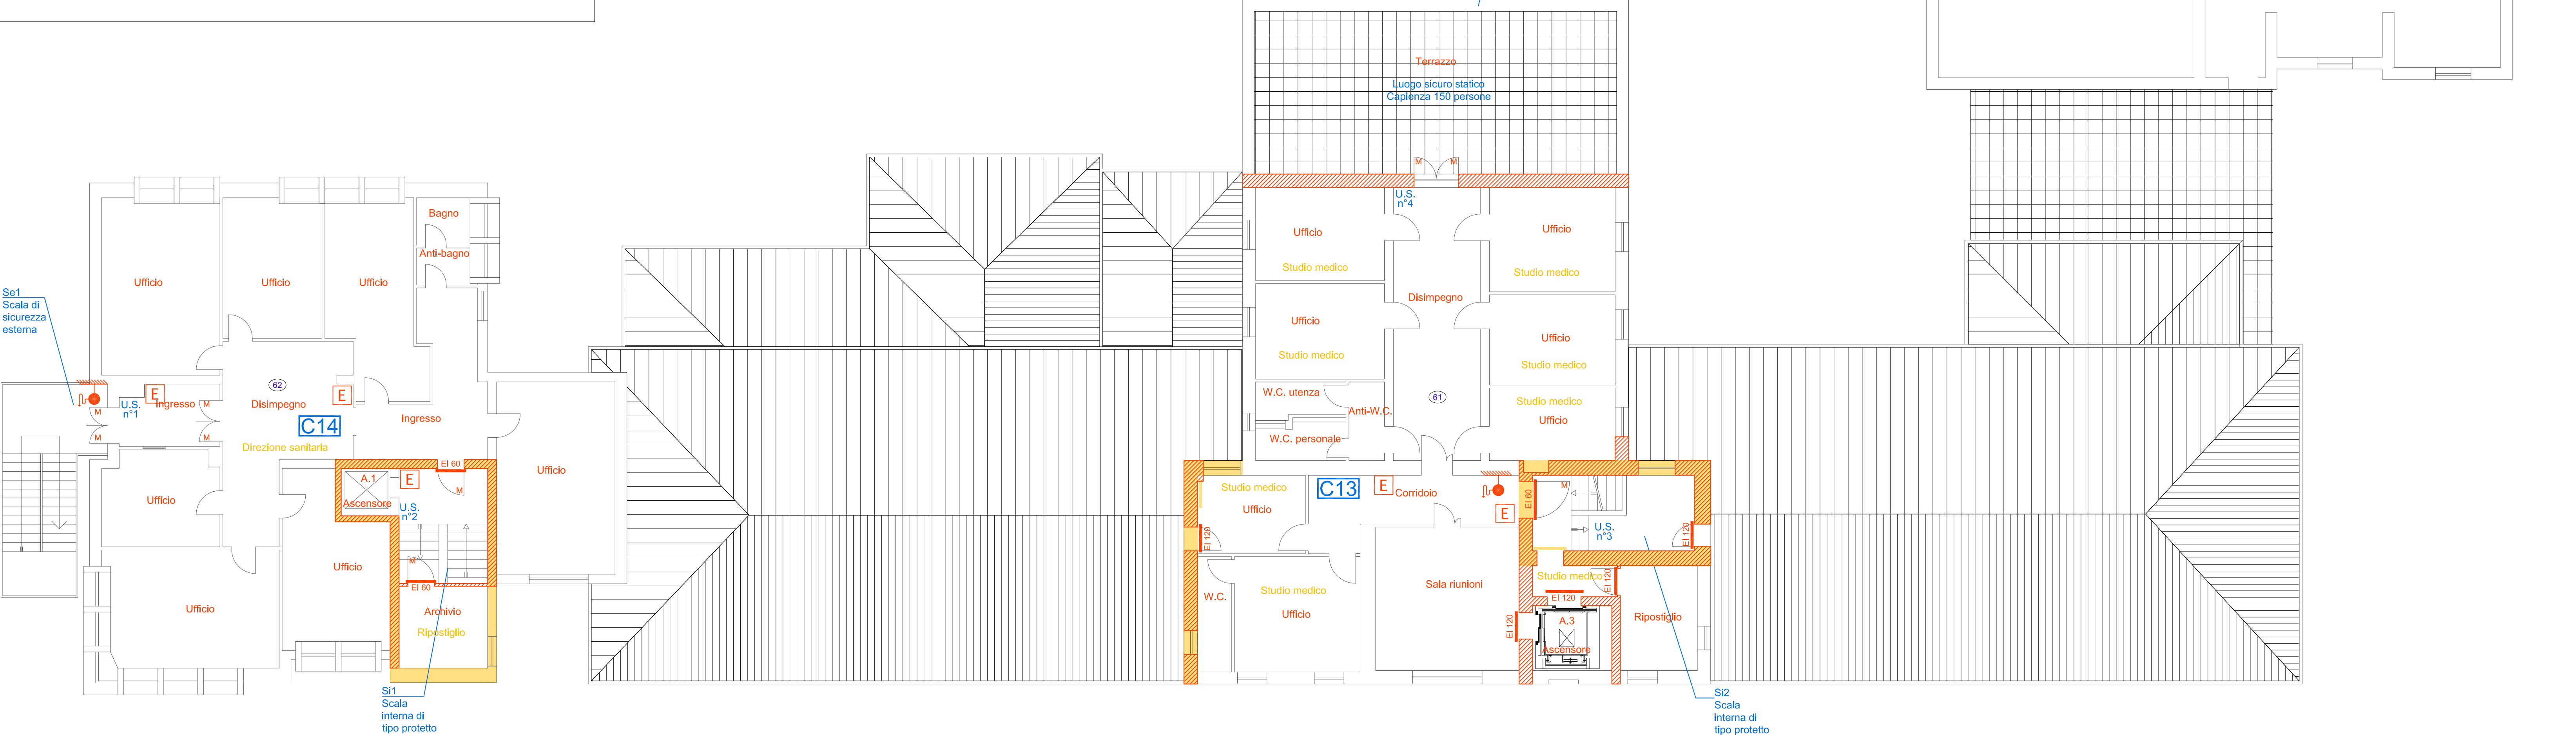 Terrazzo
Luogo sicuro statico
Capienza 150 persone
M
M
U.S.
n°4
Ufficio
Studio medico
Ufficio
Studio medico
Disimpegno
Ufficio
Studio medico
Ufficio
Studio medico
W.C. utenza
Anti-W.C.
W.C. personale
61
Studio medico
Ufficio
Bagno
Anti-bagno
Ufficio
Ufficio
Ufficio
Se1
Scala di
sicurezza
esterna
62
E
E
Ingresso
Disimpegno
Ingresso
U.S.
n°1
M
M
M
M
C14
Direzione sanitaria
EI 60
A.1
E
M
Ascensore
U.S.
n°2
Ufficio
Ufficio
Ufficio
M
EI 60
Archivio
Ripostiglio
Ufficio
Si1
Scala
interna di
tipo protetto
Studio medico
Ufficio
C13
E
Corridoio
E
EI 60
M
EI 120
U.S.
n°3
EI 120
W.C.
Studio medico
Ufficio
Sala riunioni
Studio medico
EI 120
EI 120
EI 120
A.3
Ascensore
Ripostiglio
Si2
Scala
interna di
tipo protetto